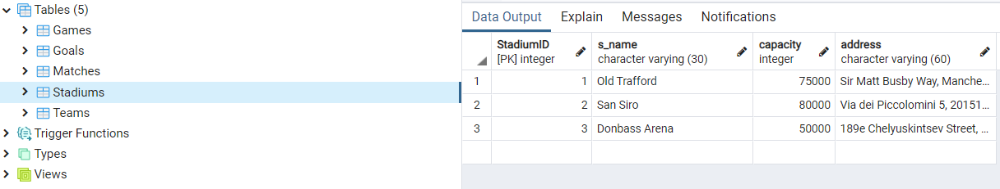 Tables (5)
Games
Goals
Matches
Stadiums
Teams
Trigger Functions
Types
Views
Data Output Explain Messages Notifications
StadiumID s_name capacity address
[PK] integer character varying (30) integer character varying (60)
1 1 Old Trafford 75000 Sir Matt Busby Way, Manche...
2 2 San Siro 80000 Via dei Piccolomini 5, 20151...
3 3 Donbass Arena 50000 189e Chelyuskintsev Street, ...